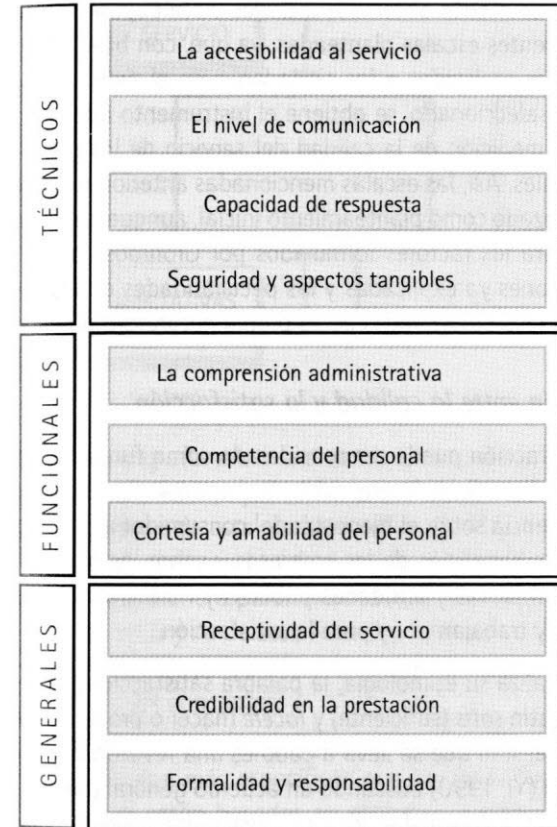 TÉCNICOS
La accesibilidad al servicio
El nivel de comunicación
Capacidad de respuesta
Seguridad y aspectos tangibles
FUNCIONALES
La comprensión administrativa
Competencia del personal
Cortesía y amabilidad del personal
GENERALES
Receptividad del servicio
Credibilidad en la prestación
Formalidad y responsabilidad